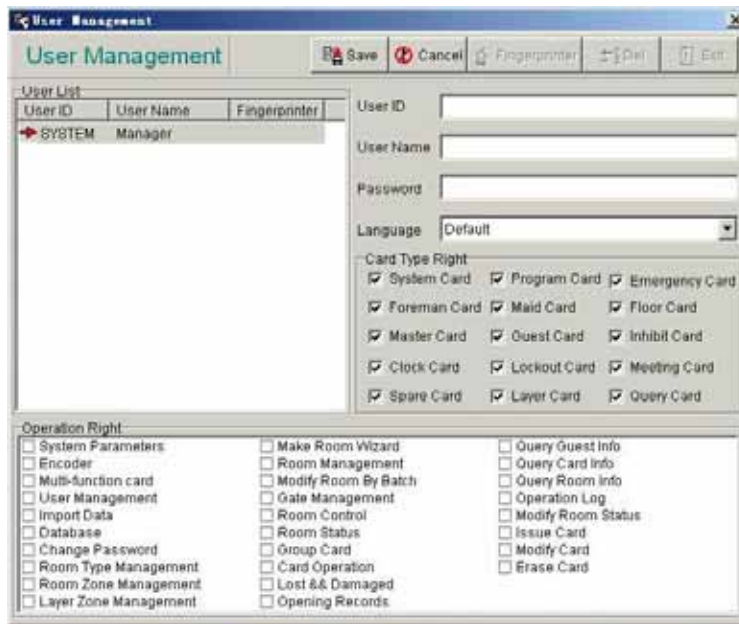 User Management
User Management
Save
Cancel
Fingerprinter
Del
Exit
User List
User ID User Name Fingerprinter
SYSTEM Manager
User ID
User Name
Password
Language Default
Card Type Right
System Card Program Card Emergency Card
Foreman Card Maid Card Floor Card
Master Card Guest Card Inhibit Card
Clock Card Lockout Card Meeting Card
Spare Card Layer Card Query Card
Operation Right
System Parameters Make Room Wizard Query Guest Info
Encoder Room Management Query Card Info
Multi-function card Modify Room By Batch Query Room Info
User Management Gate Management Operation Log
Import Data Room Control Modify Room Status
Database Room Status Issue Card
Change Password Group Card Modify Card
Room Type Management Card Operation Erase Card
Room Zone Management Lost && Damaged
Layer Zone Management Opening Records